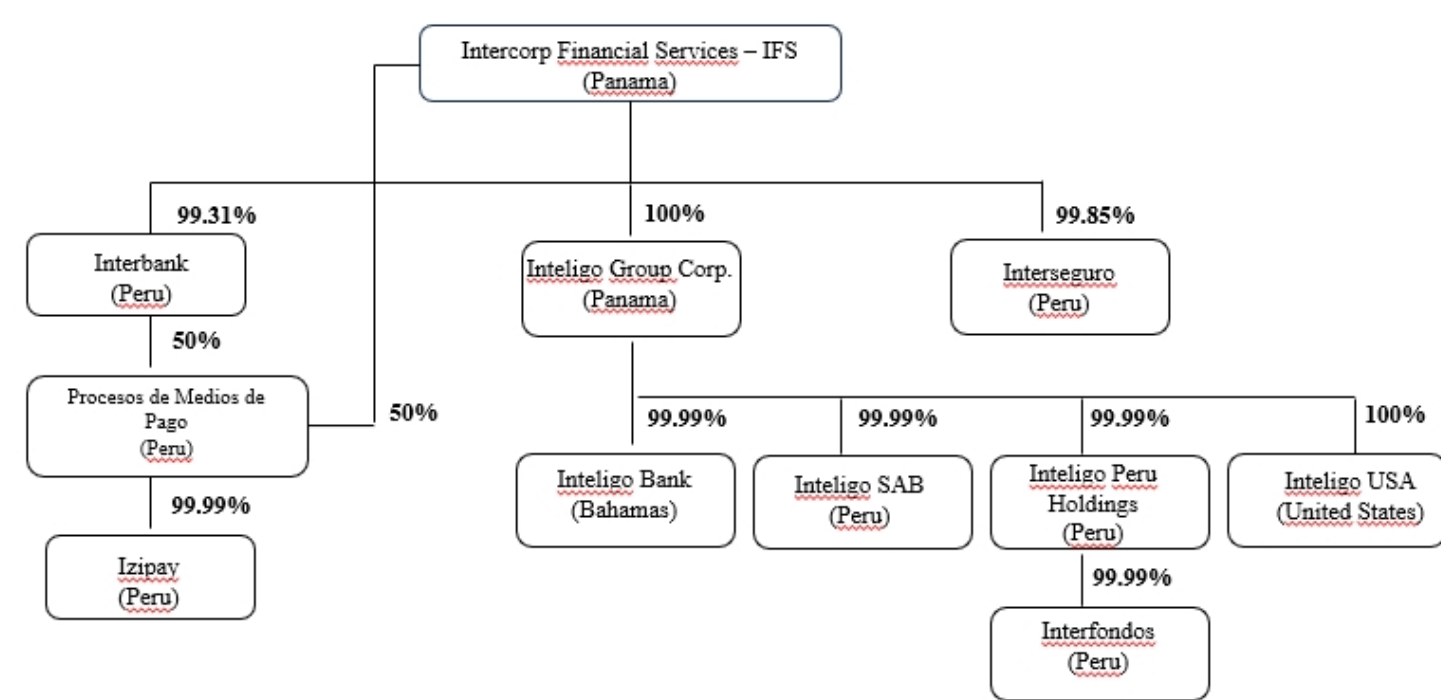 Intercorp Financial Services – IFS
(Panama)
99.31%
100%
99.85%
Interbank
(Peru)
Inteligo Group Corp.
(Panama)
Interseguro
(Peru)
50%
Procesos de Medios de
Pago
(Peru)
50%
99.99%
99.99%
99.99%
100%
Inteligo Bank
(Bahamas)
Inteligo SAB
(Peru)
Inteligo Peru
Holdings
(Peru)
Inteligo USA
(United States)
99.99%
Izipay
(Peru)
99.99%
Interfondos
(Peru)